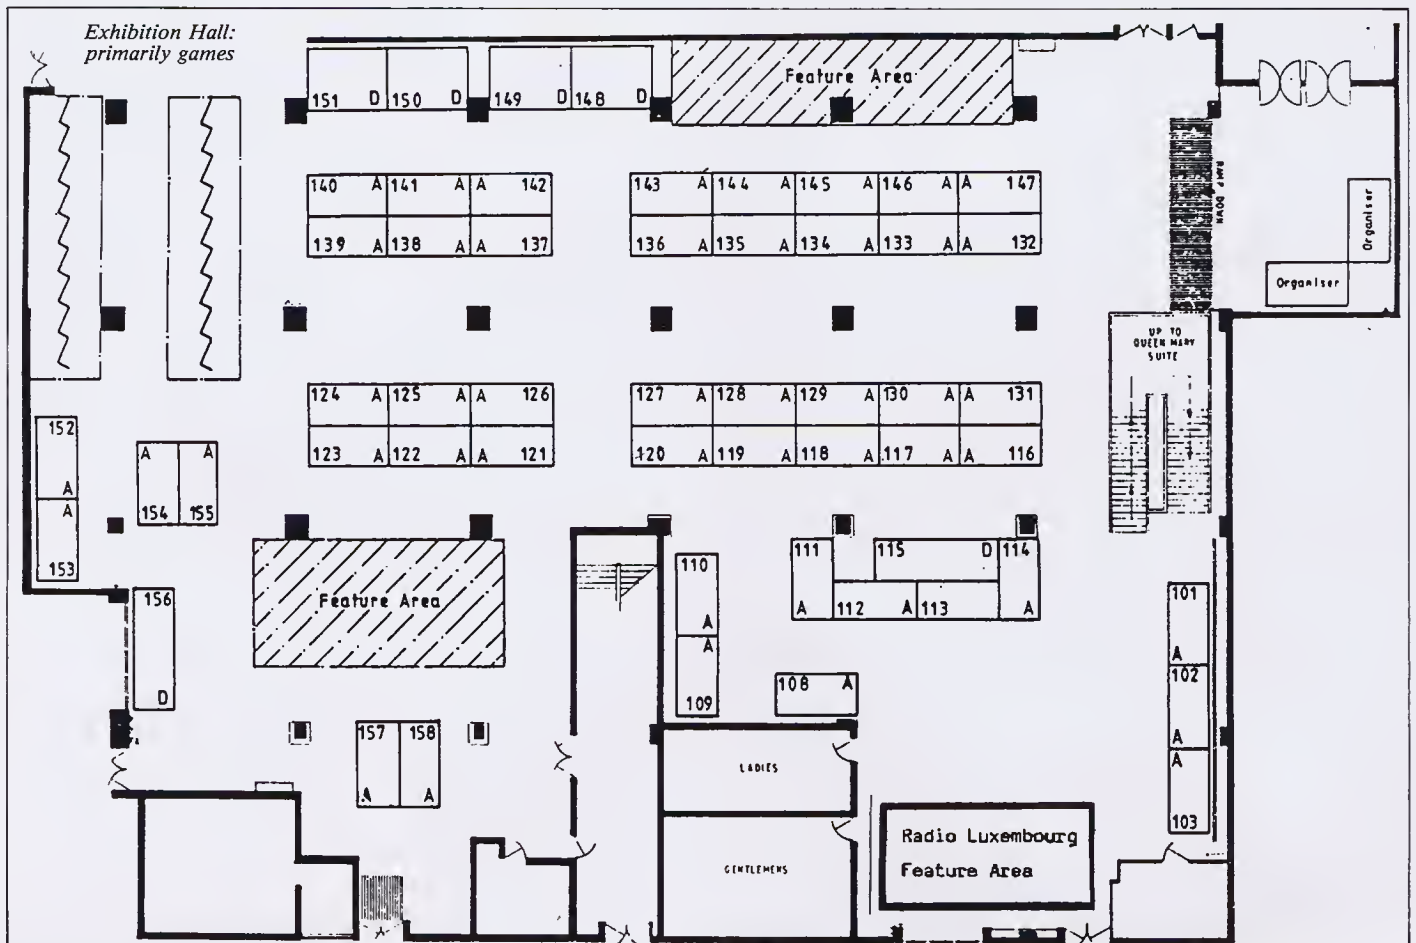 Exhibition Hall:
primarily games
151 D 150 D 149 D 148 D
Feature Area
140 A 141 A A 142 143 A 144 A 145 A 146 A A 147
139 A 138 A A 137 136 A 135 A 134 A 133 A A 132
RAMP DOWN
Organiser
Organiser
UP TO
QUEEN MARY
SUITE
124 A 125 A A 126 127 A 128 A 129 A 130 A A 131
123 A 122 A A 121 120 A 119 A 118 A 117 A A 116
152 A
A 153
A 154
A 155
156 D
Feature Area
157 A
158 A
110 A
A 109
111 A
115 D
114 A
112 A 113
108 A
101 A
102 A
A 103
LADIES
GENTLEMENS
Radio Luxembourg
Feature Area